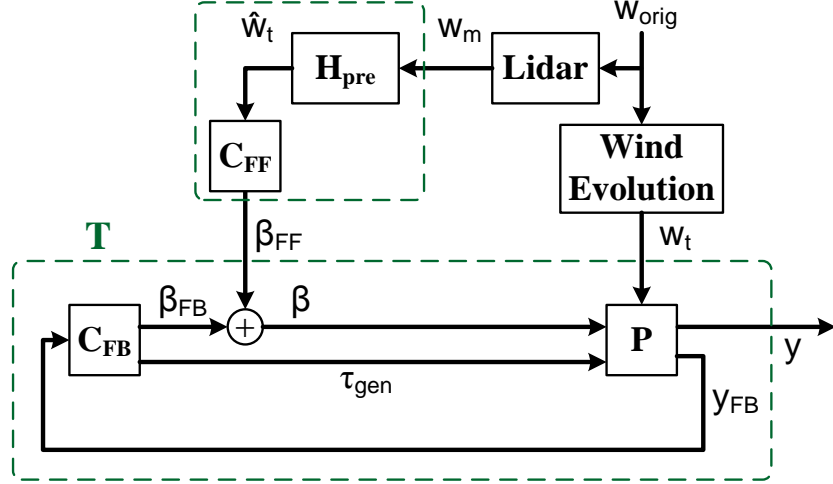 ŵt
wm
worig
Hpre
Lidar
CFF
Wind
Evolution
βFF
wt
T
βFB
β
CFB
+
P
y
τgen
yFB